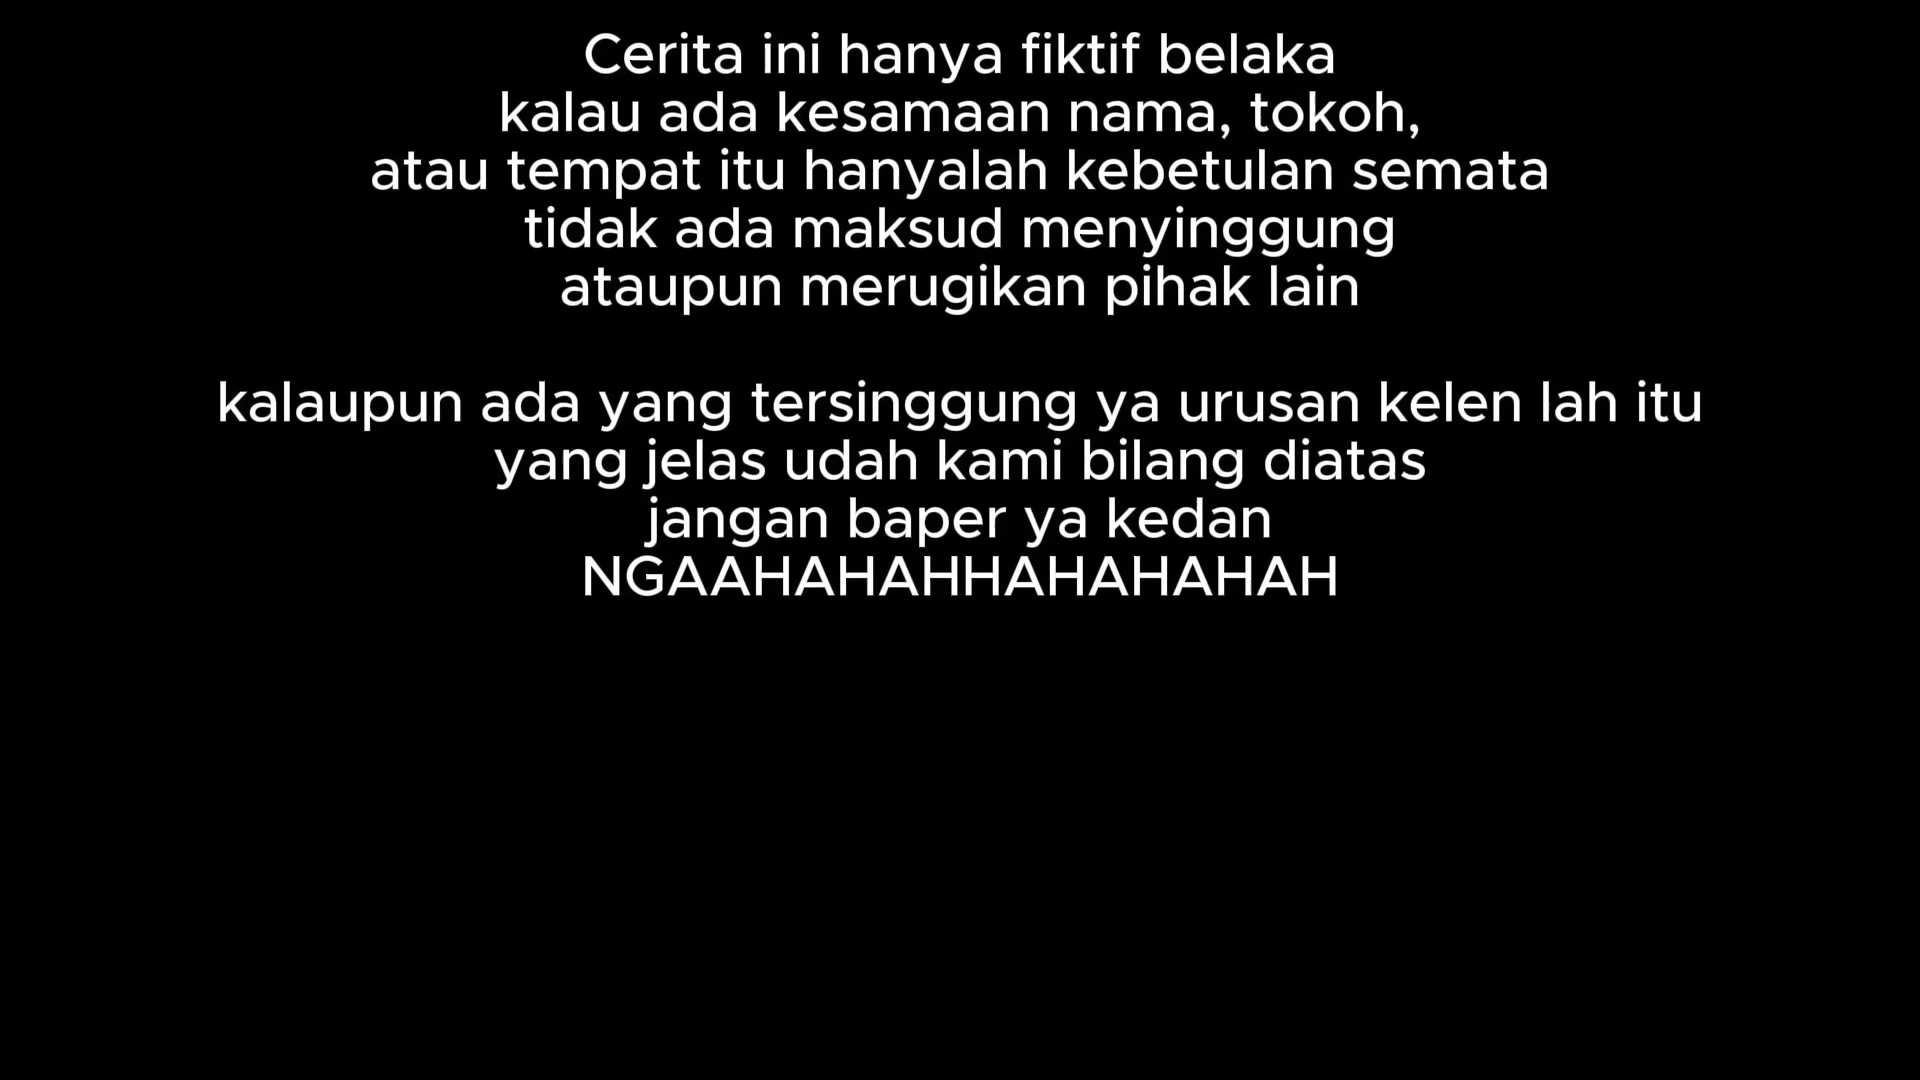 Cerita ini hanya fiktif belaka
kalau ada kesamaan nama, tokoh,
atau tempat itu hanyalah kebetulan semata
tidak ada maksud menyinggung
ataupun merugikan pihak lain
kalaupun ada yang tersinggung ya urusan kelen lah itu
yang jelas udah kami bilang diatas
jangan baper ya kedan
NGAAHAHAHHAHAHAHAH